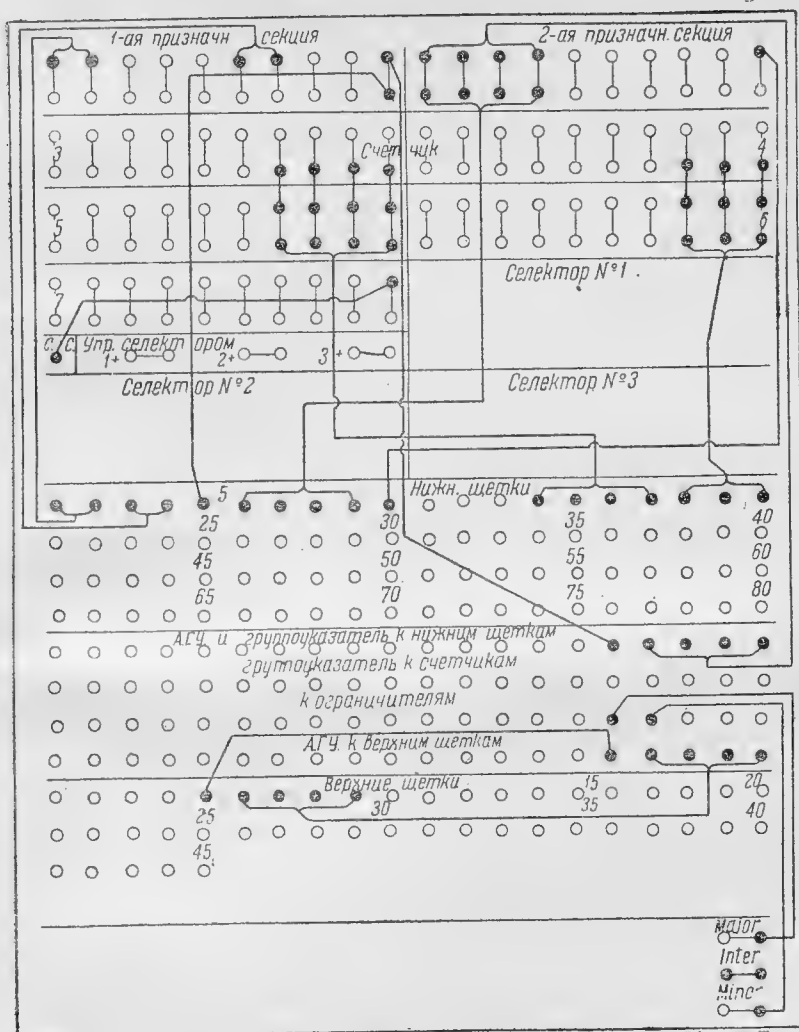 1-ая призначн секция 2-ая призначн. секция
3 Счетчик 4
5 6
7 Селектор №1
С. С. Упр. селектором
1+ 2+ 3+
Селектор №2 Селектор №3
5 Нижн. щетки
25 30 35 40
45 50 55 60
65 70 75 80
А.Г.У. и группоуказатель к нижним щеткам
группоуказатель к счетчикам
к ограничителям
А.Г.У. к верхним щеткам
Верхние щетки 15 20
25 30 35 40
45
Major
Inter
Minor